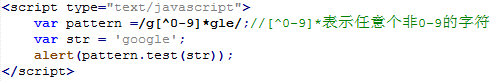 <script type="text/javascript">
var pattern =/g[^0-9]*gle/;//[^0-9]*表示任意个非0-9的字符
var str = 'google';
alert(pattern.test(str));
</script>